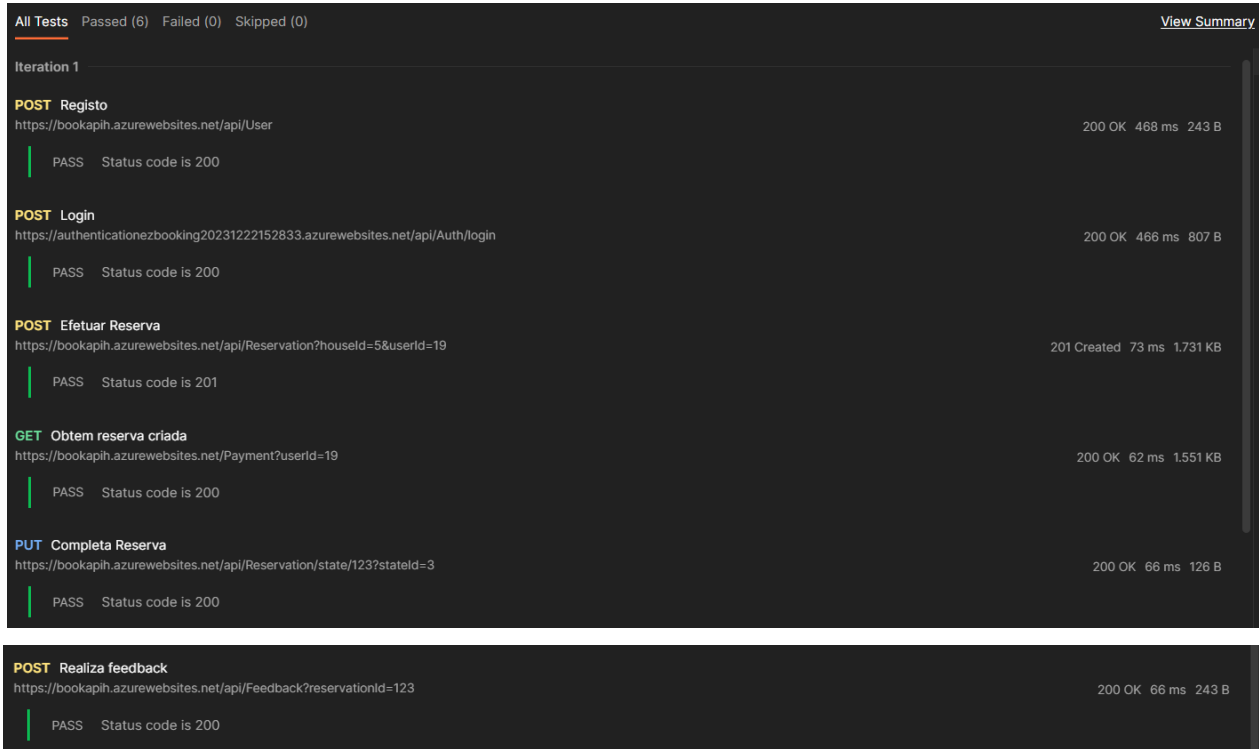 All Tests Passed (6) Failed (0) Skipped (0) View Summary
Iteration 1
POST Registo
https://bookapih.azurewebsites.net/api/User 200 OK 468 ms 243 B
PASS Status code is 200
POST Login
https://authenticationezbooking20231222152833.azurewebsites.net/api/Auth/login 200 OK 466 ms 807 B
PASS Status code is 200
POST Efetuar Reserva
https://bookapih.azurewebsites.net/api/Reservation?houseId=5&userId=19 201 Created 73 ms 1.731 KB
PASS Status code is 201
GET Obtem reserva criada
https://bookapih.azurewebsites.net/Payment?userId=19 200 OK 62 ms 1.551 KB
PASS Status code is 200
PUT Completa Reserva
https://bookapih.azurewebsites.net/api/Reservation/state/123?stateId=3 200 OK 66 ms 126 B
PASS Status code is 200
POST Realiza feedback
https://bookapih.azurewebsites.net/api/Feedback?reservationId=123 200 OK 66 ms 243 B
PASS Status code is 200